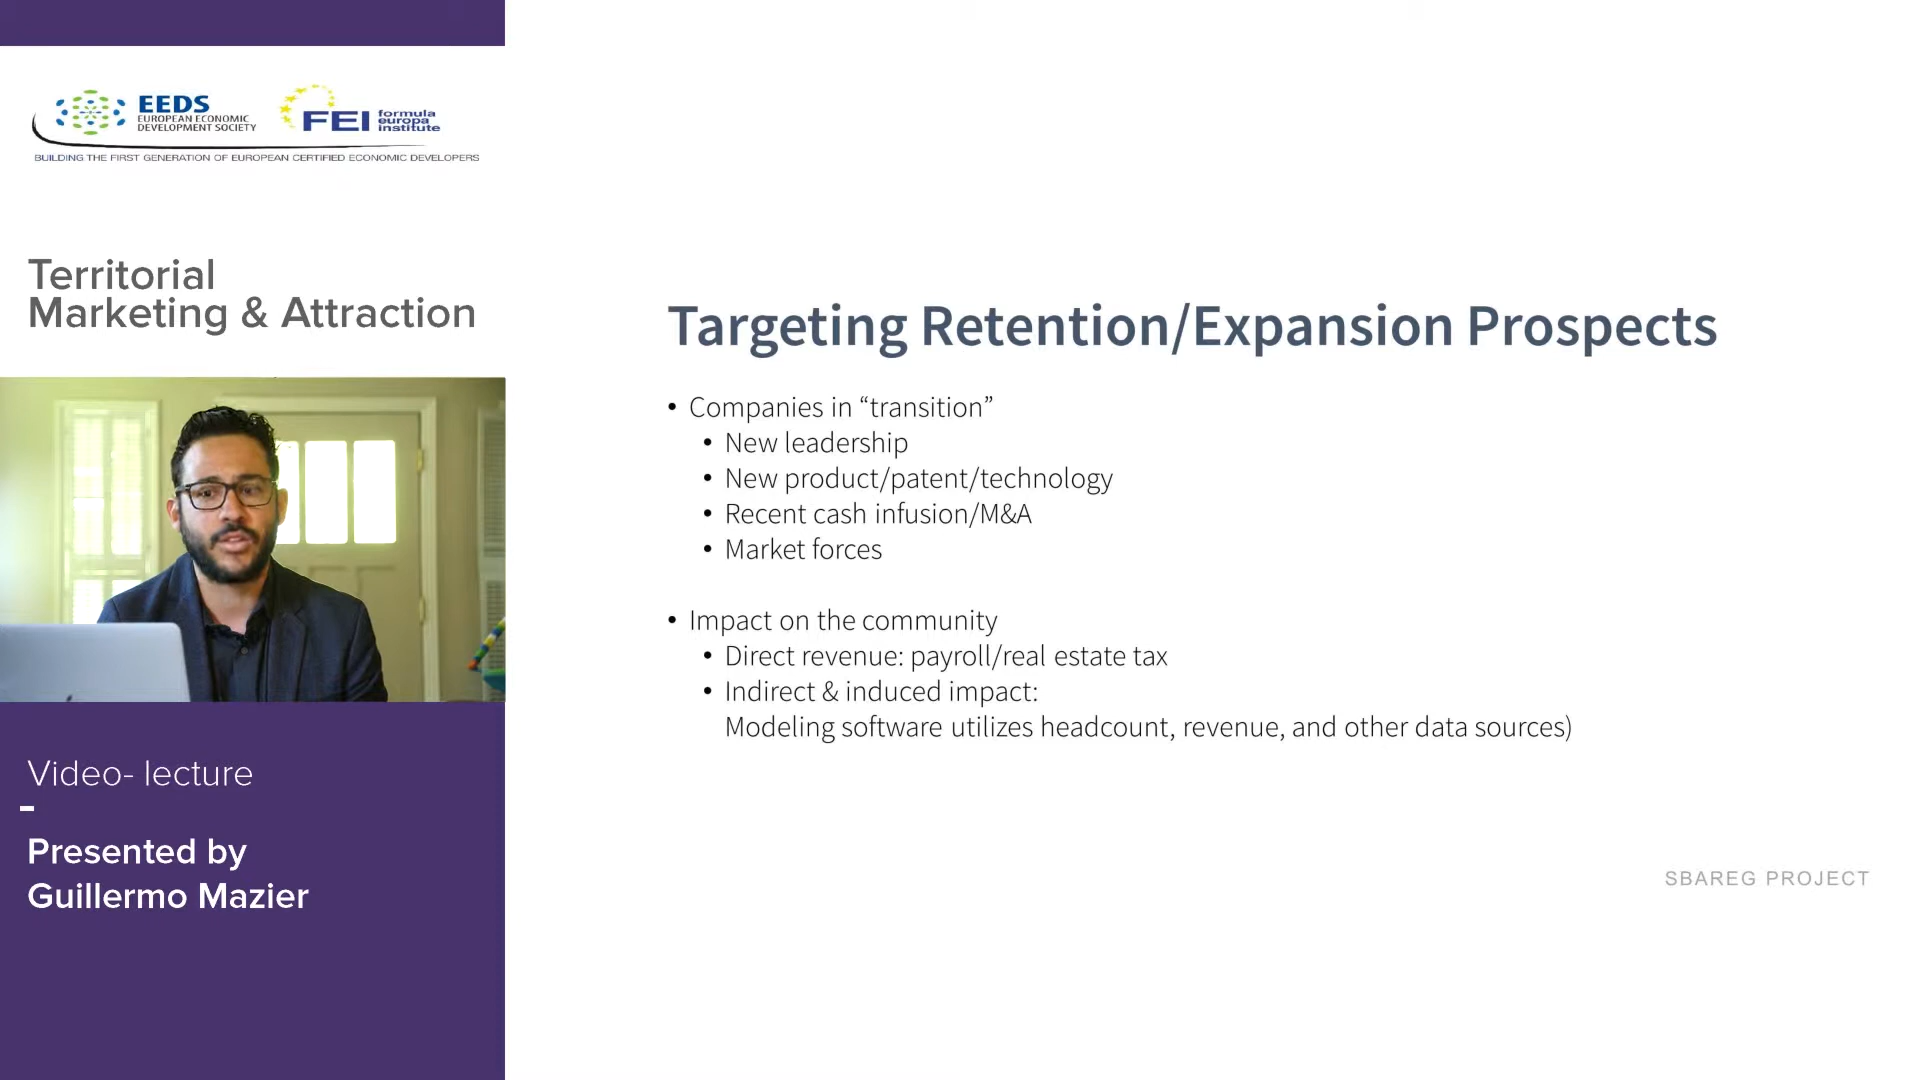 EEDS
EUROPEAN ECONOMIC
DEVELOPMENT SOCIETY
FEI
formula
europa
institute
BUILDING THE FIRST GENERATION OF EUROPEAN CERTIFIED ECONOMIC DEVELOPERS
Territorial
Marketing & Attraction
Video- lecture
-
Presented by
Guillermo Mazier
Targeting Retention/Expansion Prospects
• Companies in “transition”
• New leadership
• New product/patent/technology
• Recent cash infusion/M&A
• Market forces
• Impact on the community
• Direct revenue: payroll/real estate tax
• Indirect & induced impact:
Modeling software utilizes headcount, revenue, and other data sources)
SBAREG PROJECT